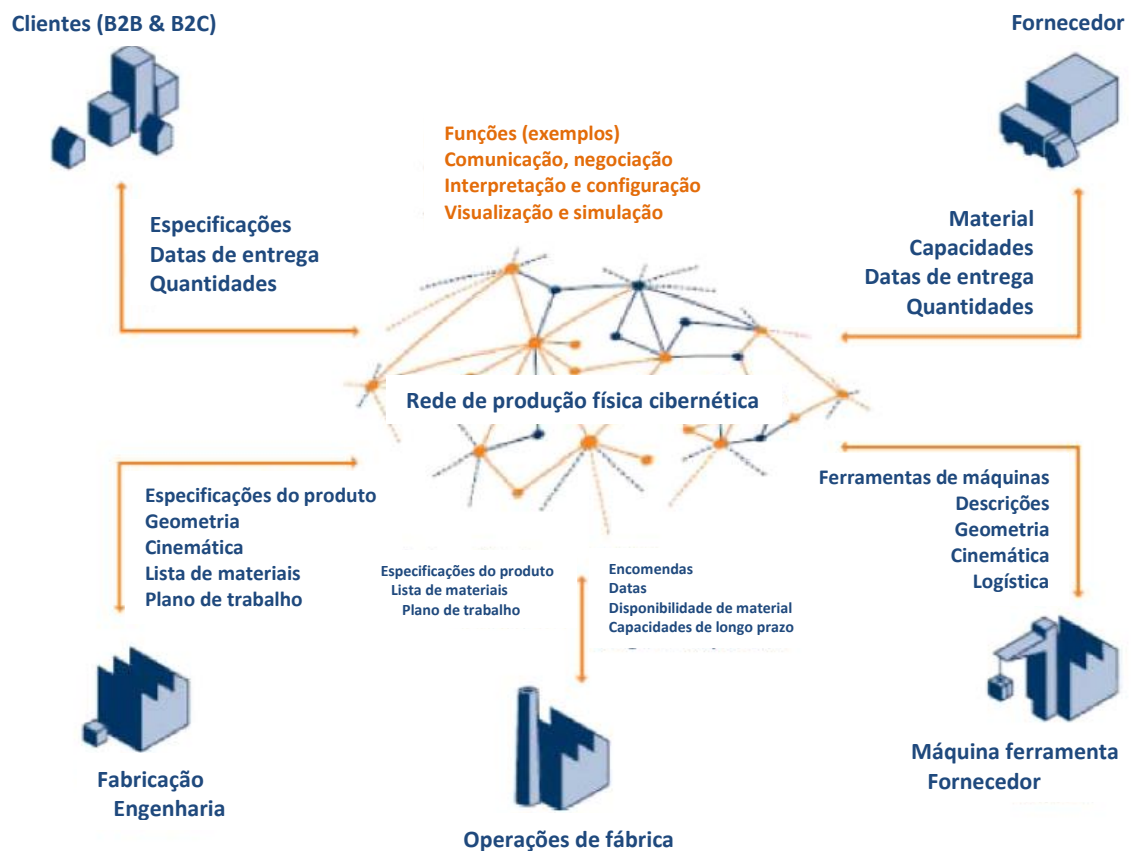 Clientes (B2B & B2C)
Fornecedor
Funções (exemplos)
Comunicação, negociação
Interpretação e configuração
Visualização e simulação
Especificações
Datas de entrega
Quantidades
Material
Capacidades
Datas de entrega
Quantidades
Rede de produção física cibernética
Especificações do produto
Geometria
Cinemática
Lista de materiais
Plano de trabalho
Especificações do produto
Lista de materiais
Plano de trabalho
Encomendas
Datas
Disponibilidade de material
Capacidades de longo prazo
Ferramentas de máquinas
Descrições
Geometria
Cinemática
Logística
Fabricação
Engenharia
Operações de fábrica
Máquina ferramenta
Fornecedor